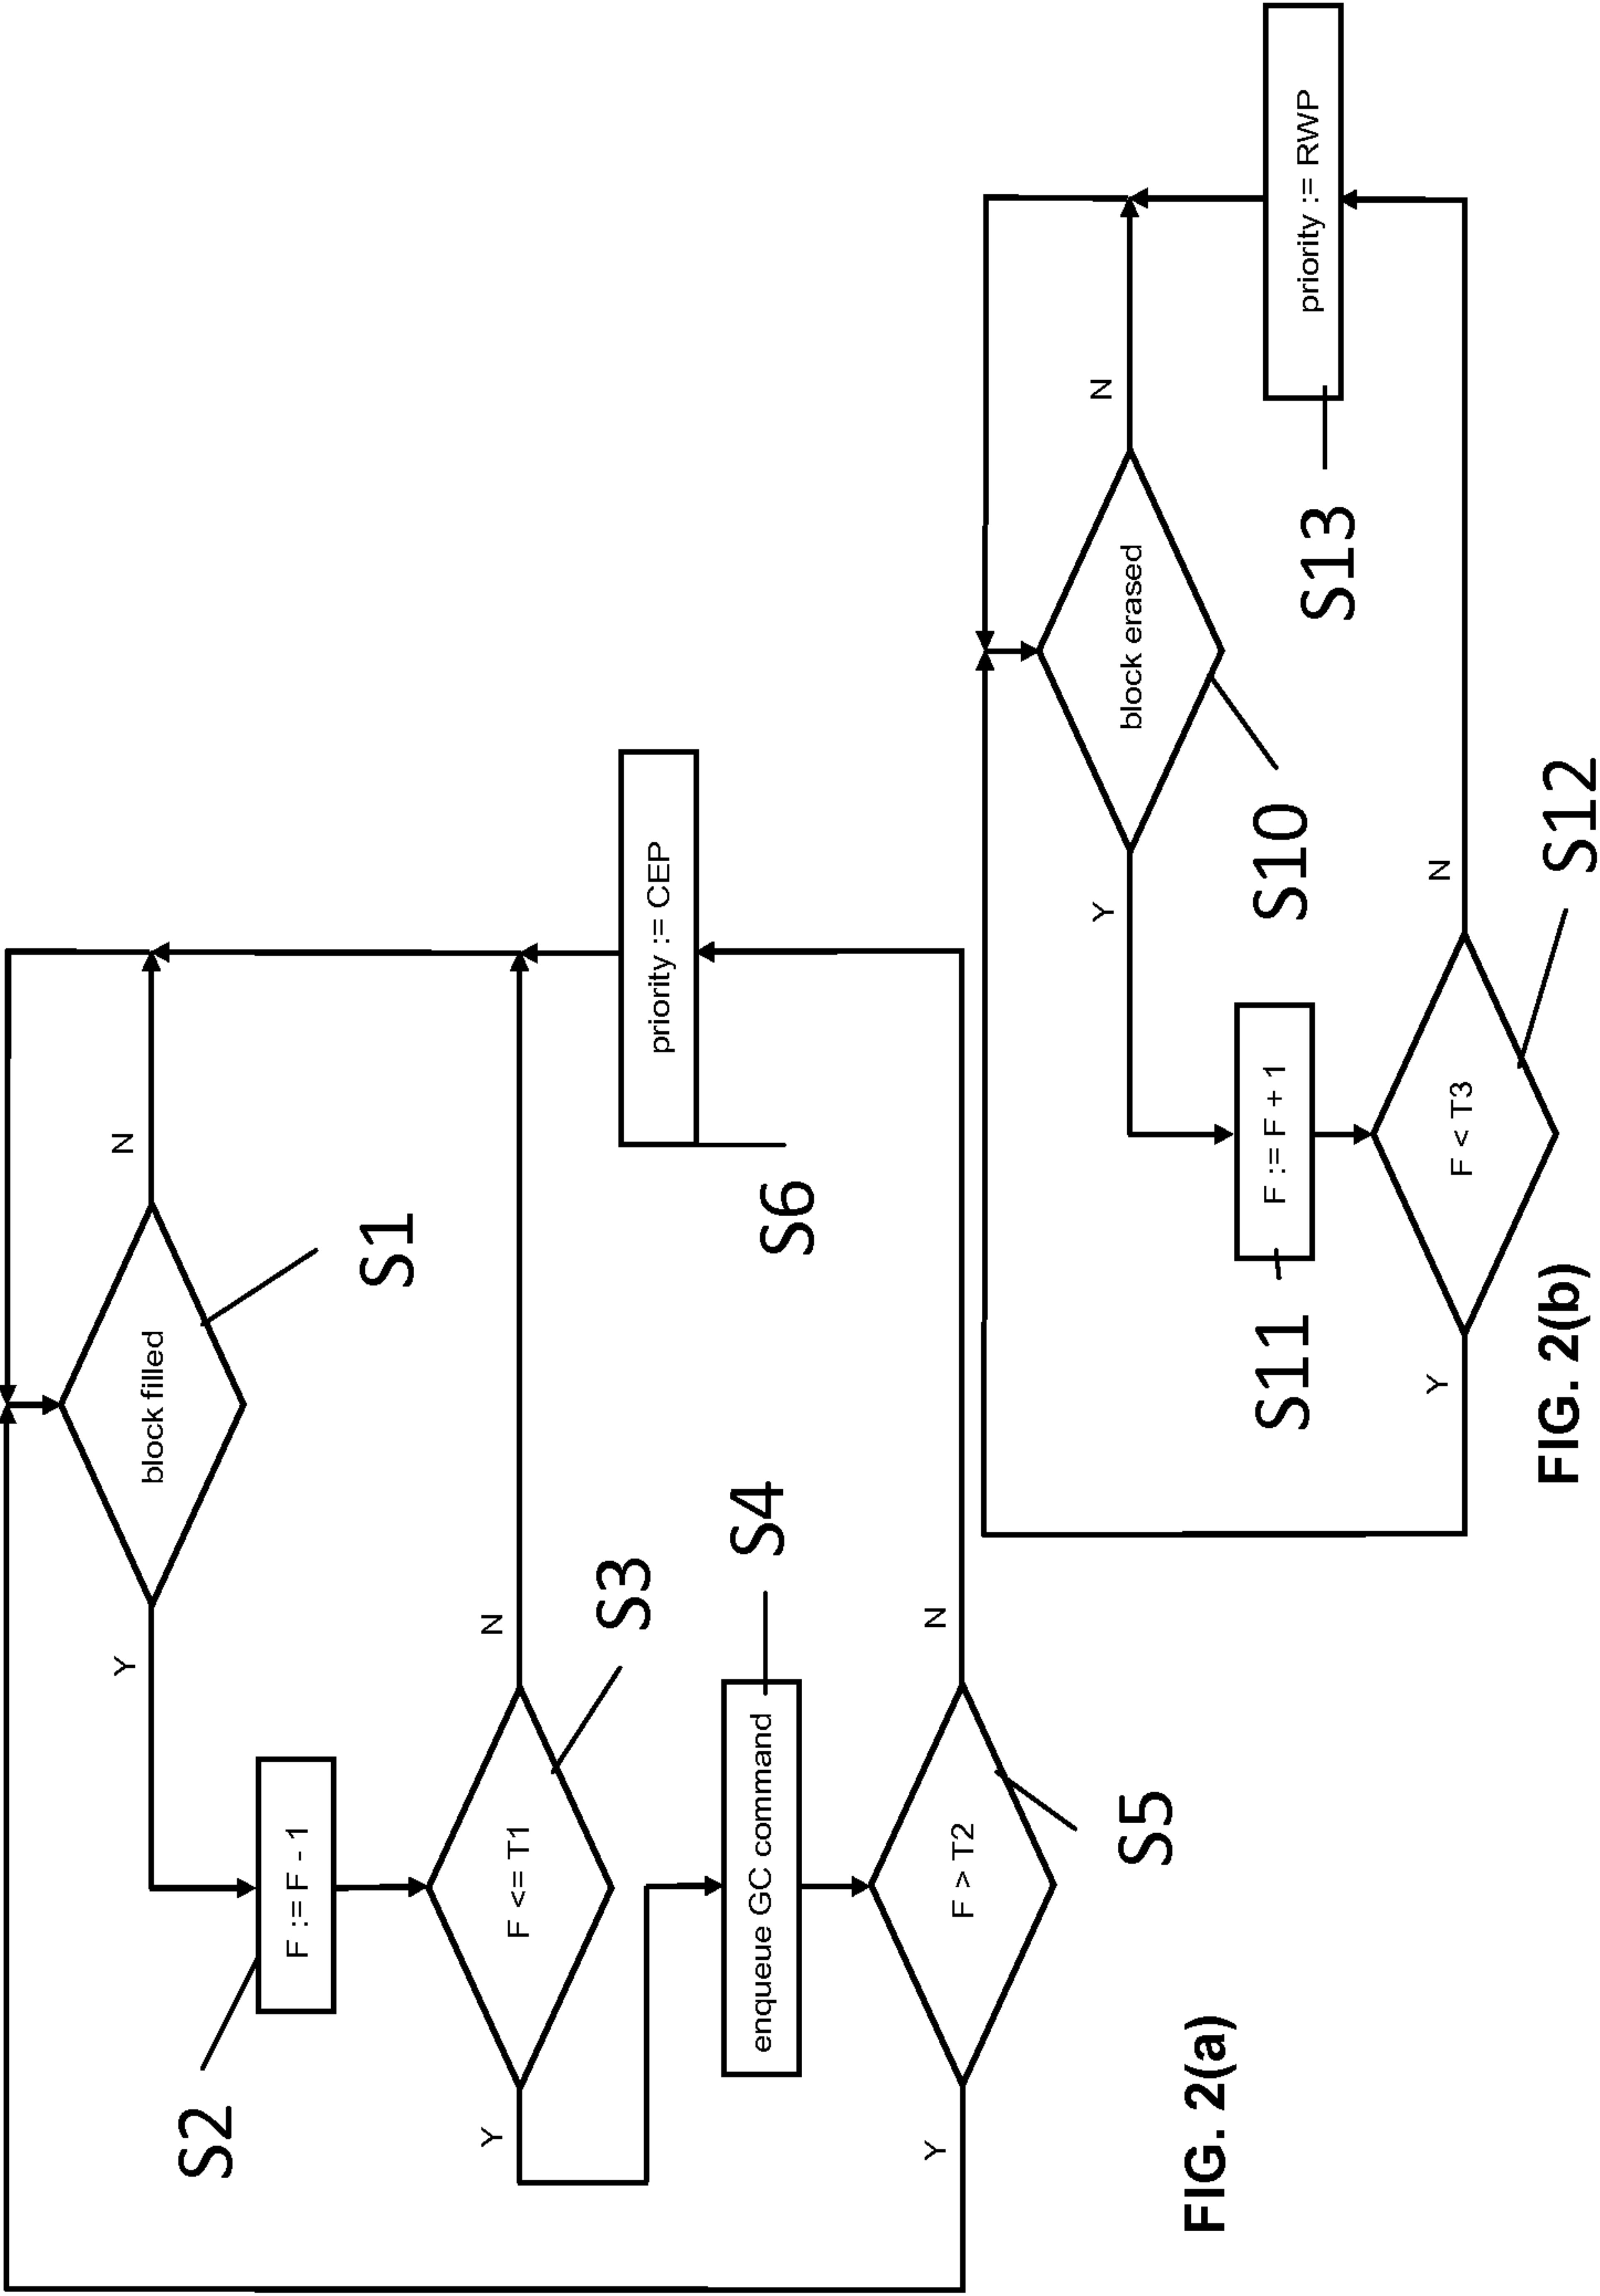 block filled
N
Y
S1
F := F - 1
S2
F <= T1
N
Y
S3
enqueue GC command
S4
priority := CEP
S6
F > T2
N
Y
S5
FIG. 2(a)
block erased
N
Y
S10
F := F + 1
S11
priority := RWP
S13
F < T3
N
Y
S12
FIG. 2(b)